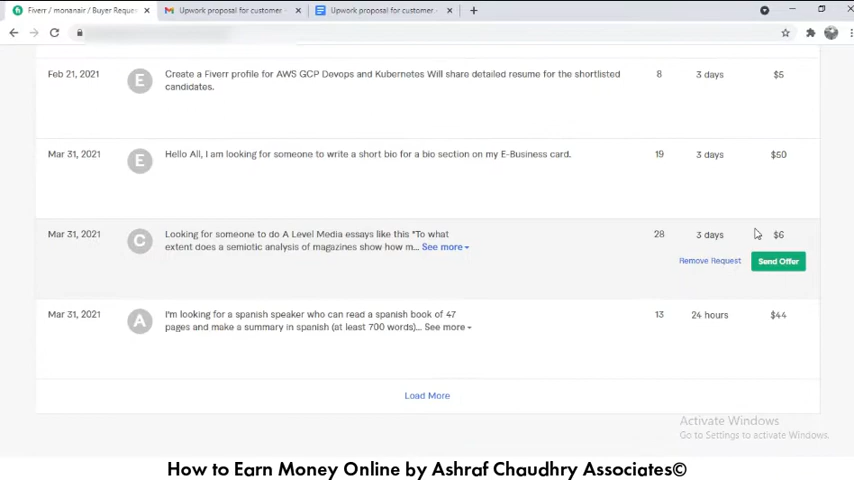 Fiverr / monanair / Buyer Reque
Upwork proposal for customer
Upwork proposal for customer
Feb 21, 2021
E
Create a Fiverr profile for AWS GCP Devops and Kubernetes Will share detailed resume for the shortlisted
candidates.
8
3 days
$5
Mar 31, 2021
E
Hello All, I am looking for someone to write a short bio for a bio section on my E-Business card.
19
3 days
$50
Mar 31, 2021
C
Looking for someone to do A Level Media essays like this "To what
extent does a semiotic analysis of magazines show how m... See more
28
3 days
$6
Remove Request
Send Offer
Mar 31, 2021
A
I'm looking for a spanish speaker who can read a spanish book of 47
pages and make a summary in spanish (at least 700 words)... See more
13
24 hours
$44
Load More
Activate Windows
Go to Settings to activate Windows.
How to Earn Money Online by Ashraf Chaudhry Associates©